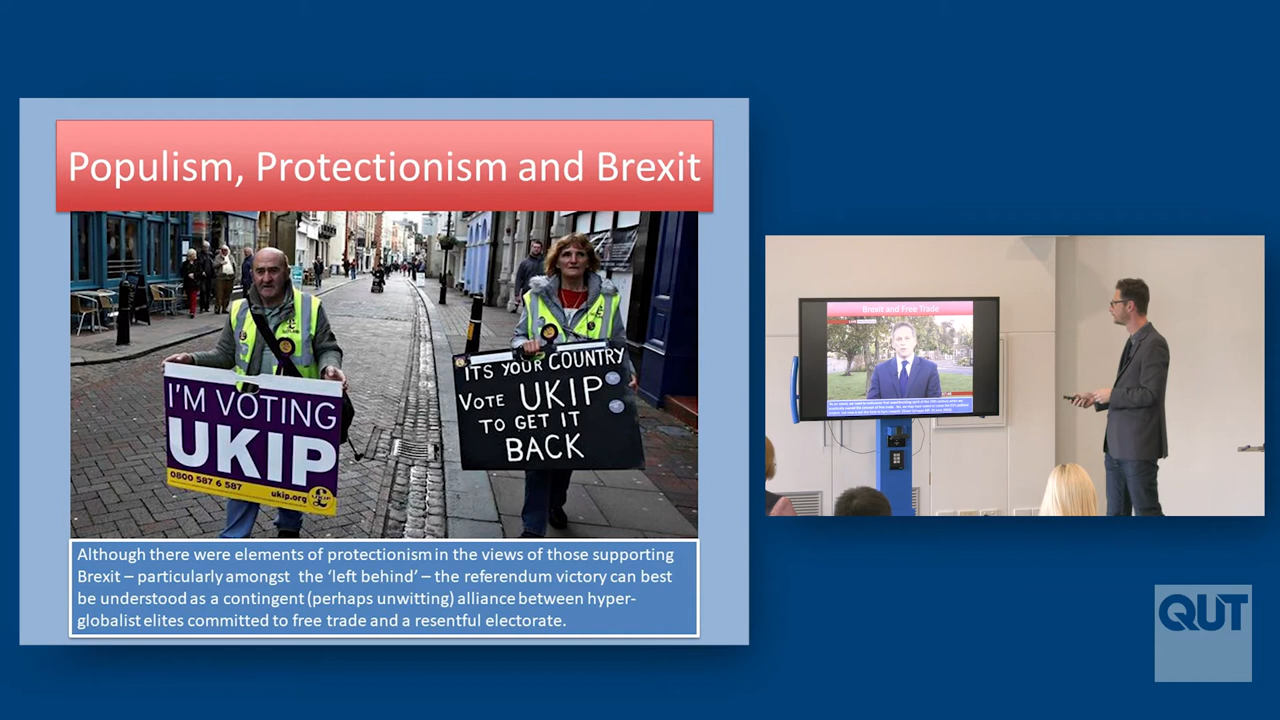 Populism, Protectionism and Brexit
I'M VOTING
UKIP
0800 587 6 587
ukip.org
ITS YOUR COUNTRY
VOTE UKIP
TO GET IT
BACK
Although there were elements of protectionism in the views of those supporting
Brexit – particularly amongst the 'left behind' – the referendum victory can best
be understood as a contingent (perhaps unwitting) alliance between hyper-
globalist elites committed to free trade and a resentful electorate.
Brexit and Free Trade
QUT